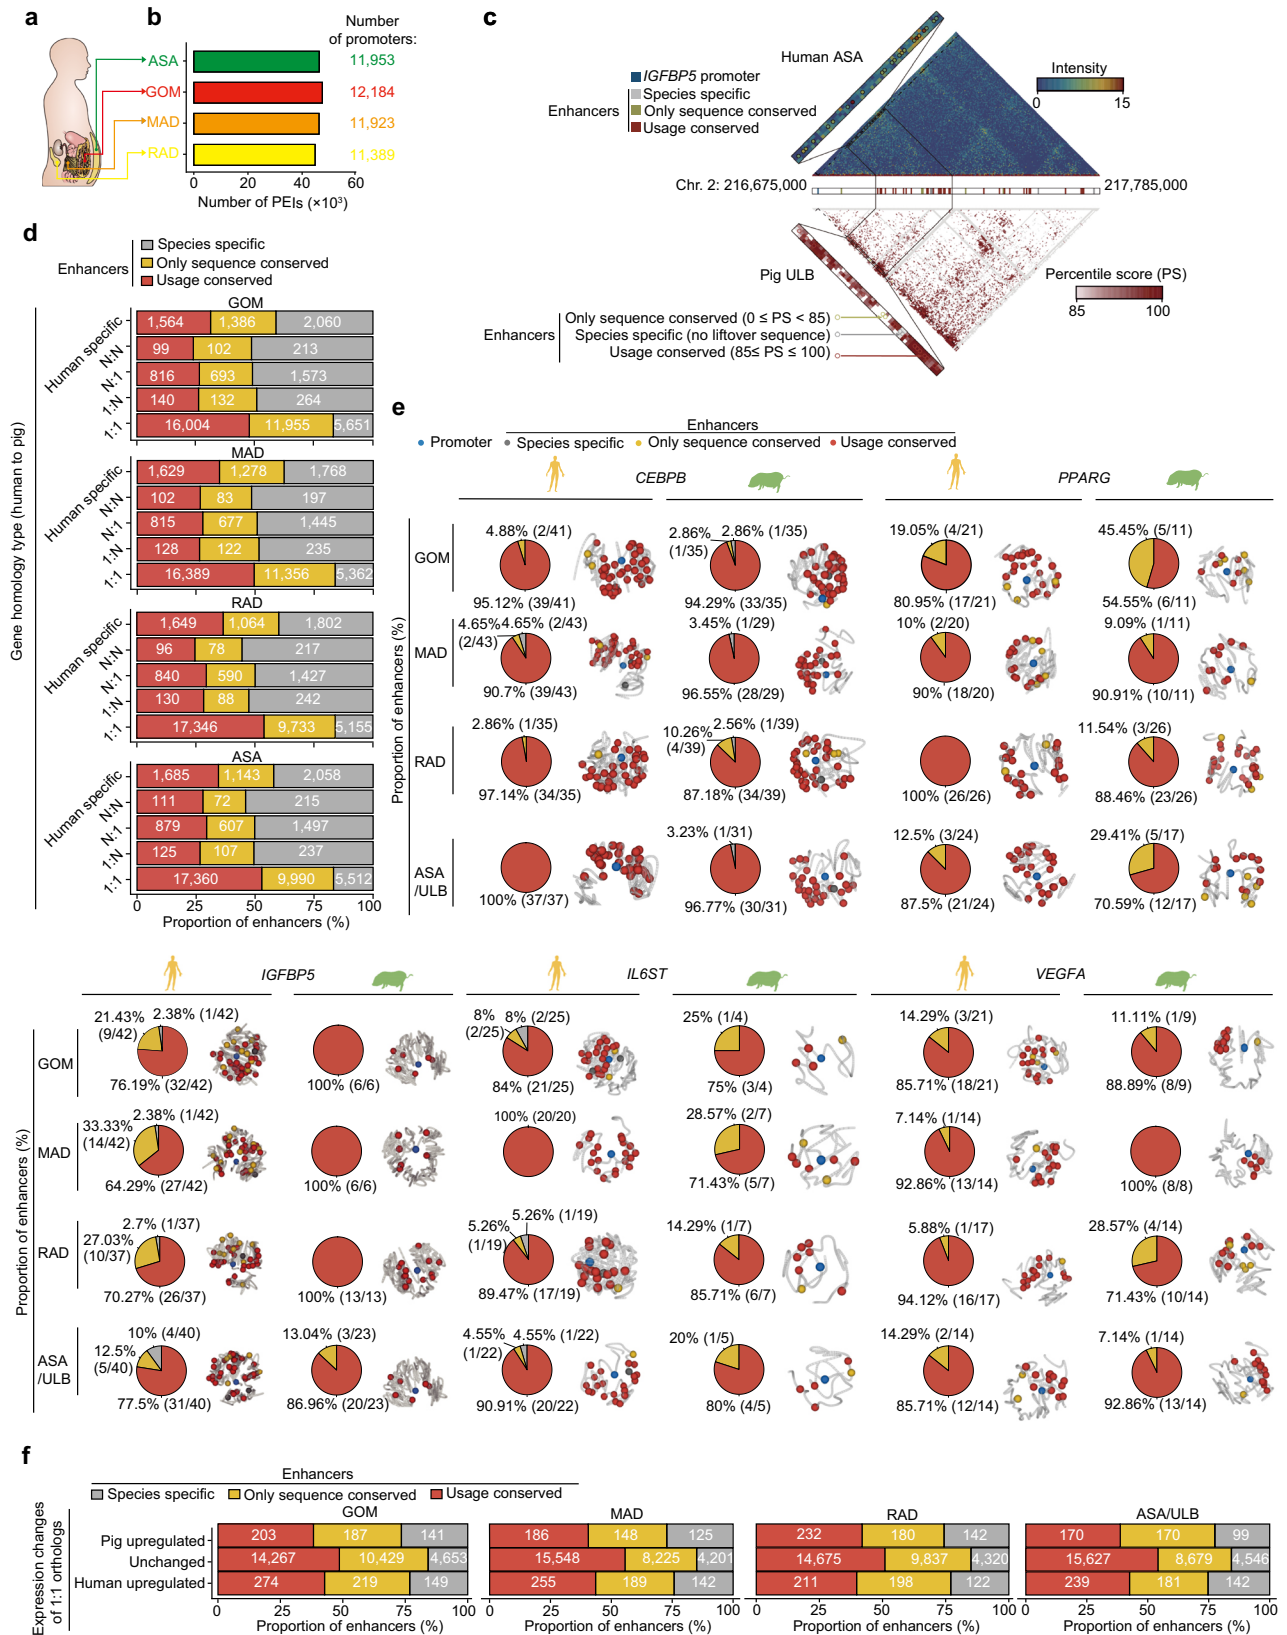 a
b
Number
of promoters:
ASA 11,953
GOM 12,184
MAD 11,923
RAD 11,389
0 20 40 60
Number of PEIs (×10³)
c
Human ASA
IGFBP5 promoter
Enhancers
Species specific
Only sequence conserved
Usage conserved
Intensity
0 15
Chr. 2: 216,675,000 217,785,000
Pig ULB
Percentile score (PS)
85 100
Enhancers
Only sequence conserved (0 ≤ PS < 85)
Species specific (no liftover sequence)
Usage conserved (85≤ PS ≤ 100)
d
Enhancers
Species specific
Only sequence conserved
Usage conserved
Gene homology type (human to pig)
GOM
Human specific 1,564 1,386 2,060
N:N 99 102 213
N:1 816 693 1,573
1:N 140 132 264
1:1 16,004 11,955 5,651
MAD
Human specific 1,629 1,278 1,768
N:N 102 83 197
N:1 815 677 1,445
1:N 128 122 235
1:1 16,389 11,356 5,362
RAD
Human specific 1,649 1,064 1,802
N:N 96 78 217
N:1 840 590 1,427
1:N 130 88 242
1:1 17,346 9,733 5,155
ASA
Human specific 1,685 1,143 2,058
N:N 111 72 215
N:1 879 607 1,497
1:N 125 107 237
1:1 17,360 9,990 5,512
0 25 50 75 100
Proportion of enhancers (%)
e
Enhancers
Promoter Species specific Only sequence conserved Usage conserved
CEBPB PPARG
Proportion of enhancers (%)
GOM
4.88% (2/41) 2.86% (1/35) 2.86% (1/35) 19.05% (4/21) 45.45% (5/11)
95.12% (39/41) 94.29% (33/35) 80.95% (17/21) 54.55% (6/11)
MAD
4.65% (2/43) 4.65% (2/43) 3.45% (1/29) 10% (2/20) 9.09% (1/11)
90.7% (39/43) 96.55% (28/29) 90% (18/20) 90.91% (10/11)
RAD
2.86% (1/35) 10.26% (4/39) 2.56% (1/39) 11.54% (3/26)
97.14% (34/35) 87.18% (34/39) 100% (26/26) 88.46% (23/26)
ASA
/ULB
3.23% (1/31) 12.5% (3/24) 29.41% (5/17)
100% (37/37) 96.77% (30/31) 87.5% (21/24) 70.59% (12/17)
IGFBP5 IL6ST VEGFA
Proportion of enhancers (%)
GOM
21.43% (9/42) 2.38% (1/42) 8% (2/25) 8% (2/25) 25% (1/4) 14.29% (3/21) 11.11% (1/9)
76.19% (32/42) 100% (6/6) 84% (21/25) 75% (3/4) 85.71% (18/21) 88.89% (8/9)
MAD
33.33% (14/42) 2.38% (1/42) 100% (20/20) 28.57% (2/7) 7.14% (1/14)
64.29% (27/42) 100% (6/6) 71.43% (5/7) 92.86% (13/14) 100% (8/8)
RAD
27.03% (10/37) 2.7% (1/37) 5.26% (1/19) 5.26% (1/19) 14.29% (1/7) 5.88% (1/17) 28.57% (4/14)
70.27% (26/37) 100% (13/13) 89.47% (17/19) 85.71% (6/7) 94.12% (16/17) 71.43% (10/14)
ASA
/ULB
12.5% (5/40) 10% (4/40) 13.04% (3/23) 4.55% (1/22) 4.55% (1/22) 20% (1/5) 14.29% (2/14) 7.14% (1/14)
77.5% (31/40) 86.96% (20/23) 90.91% (20/22) 80% (4/5) 85.71% (12/14) 92.86% (13/14)
f
Enhancers
Species specific Only sequence conserved Usage conserved
Expression changes
of 1:1 orthologs
GOM MAD RAD ASA/ULB
Pig upregulated 203 187 141 186 148 125 232 180 142 170 170 99
Unchanged 14,267 10,429 4,653 15,548 8,225 4,201 14,675 9,837 4,320 15,627 8,679 4,546
Human upregulated 274 219 149 255 189 142 211 198 122 239 181 142
0 25 50 75 100 0 25 50 75 100 0 25 50 75 100 0 25 50 75 100
Proportion of enhancers (%) Proportion of enhancers (%) Proportion of enhancers (%) Proportion of enhancers (%)